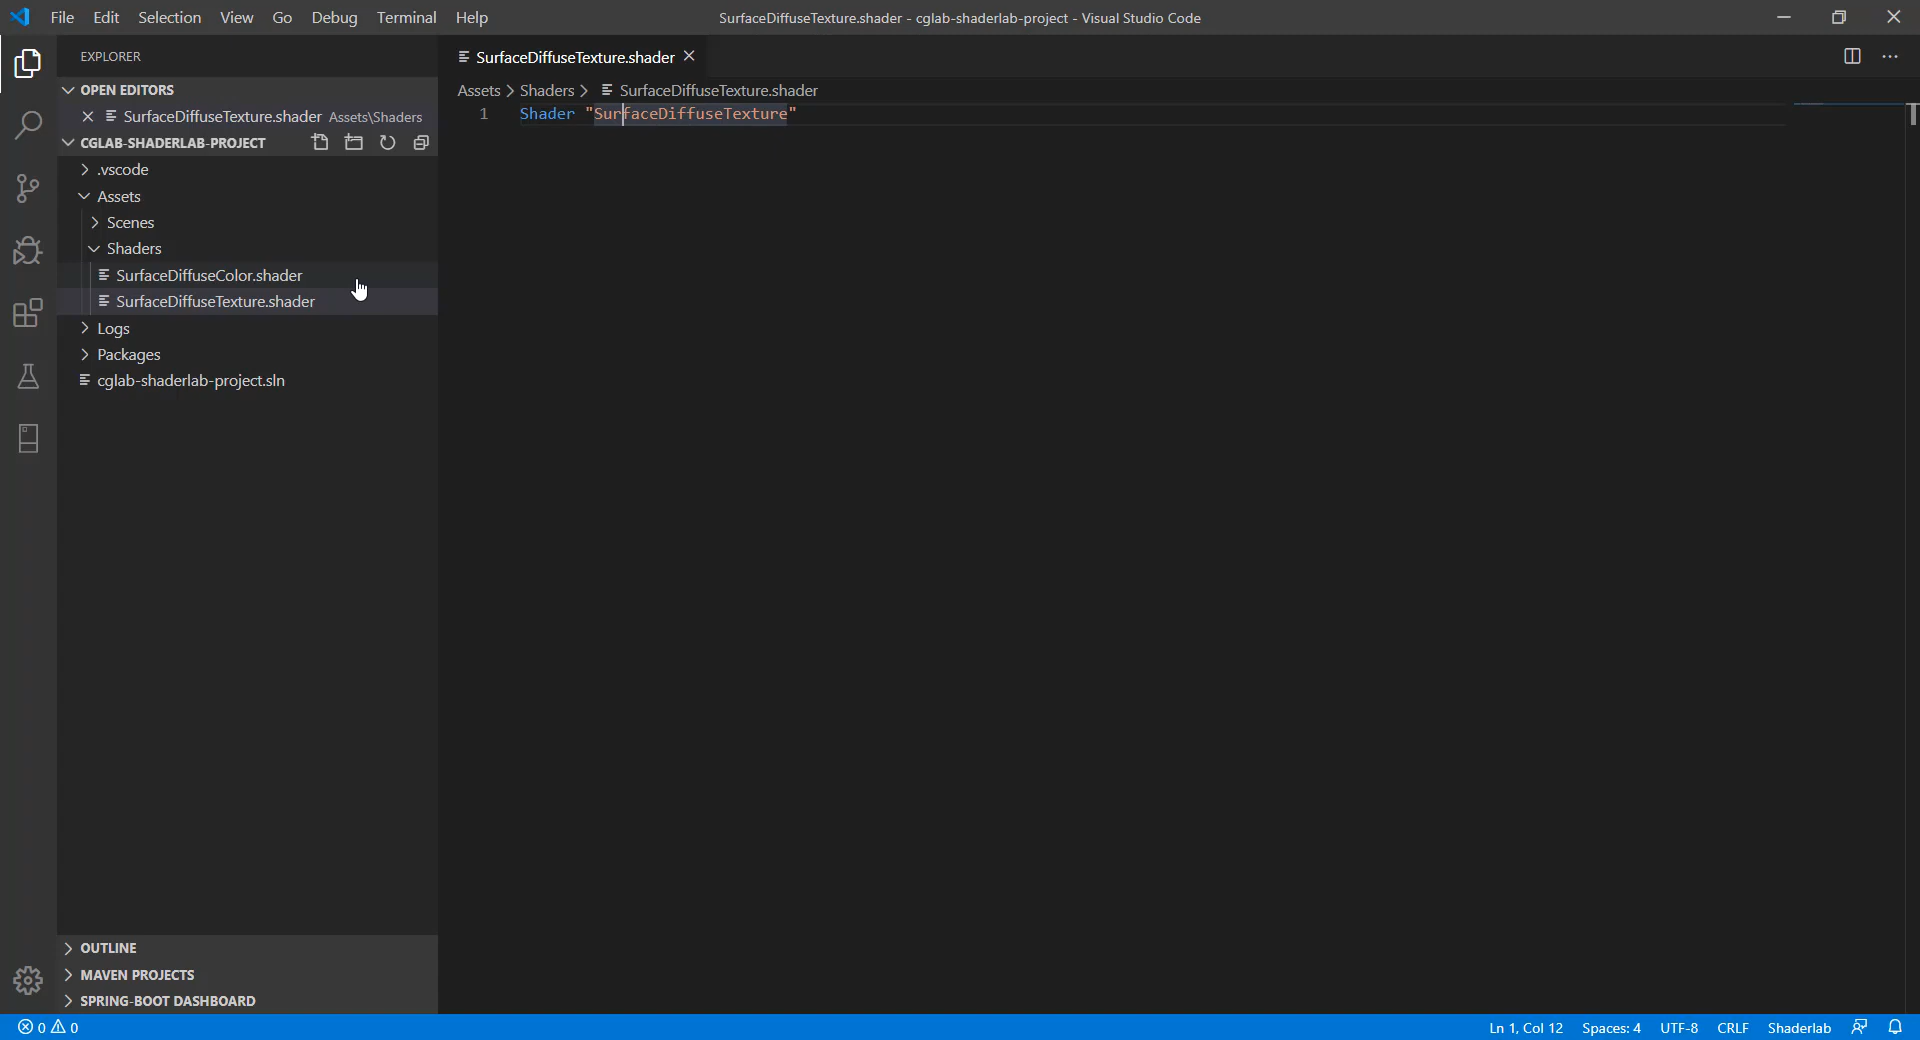 File Edit Selection View Go Debug Terminal Help
SurfaceDiffuseTexture.shader - cglab-shaderlab-project - Visual Studio Code
EXPLORER
OPEN EDITORS
SurfaceDiffuseTexture.shader Assets\Shaders
CGLAB-SHADERLAB-PROJECT
.vscode
Assets
Scenes
Shaders
SurfaceDiffuseColor.shader
SurfaceDiffuseTexture.shader
Logs
Packages
cglab-shaderlab-project.sln
OUTLINE
MAVEN PROJECTS
SPRING-BOOT DASHBOARD
SurfaceDiffuseTexture.shader
Assets > Shaders > SurfaceDiffuseTexture.shader
1 Shader "SurfaceDiffuseTexture"
0 0
Ln 1, Col 12 Spaces: 4 UTF-8 CRLF Shaderlab